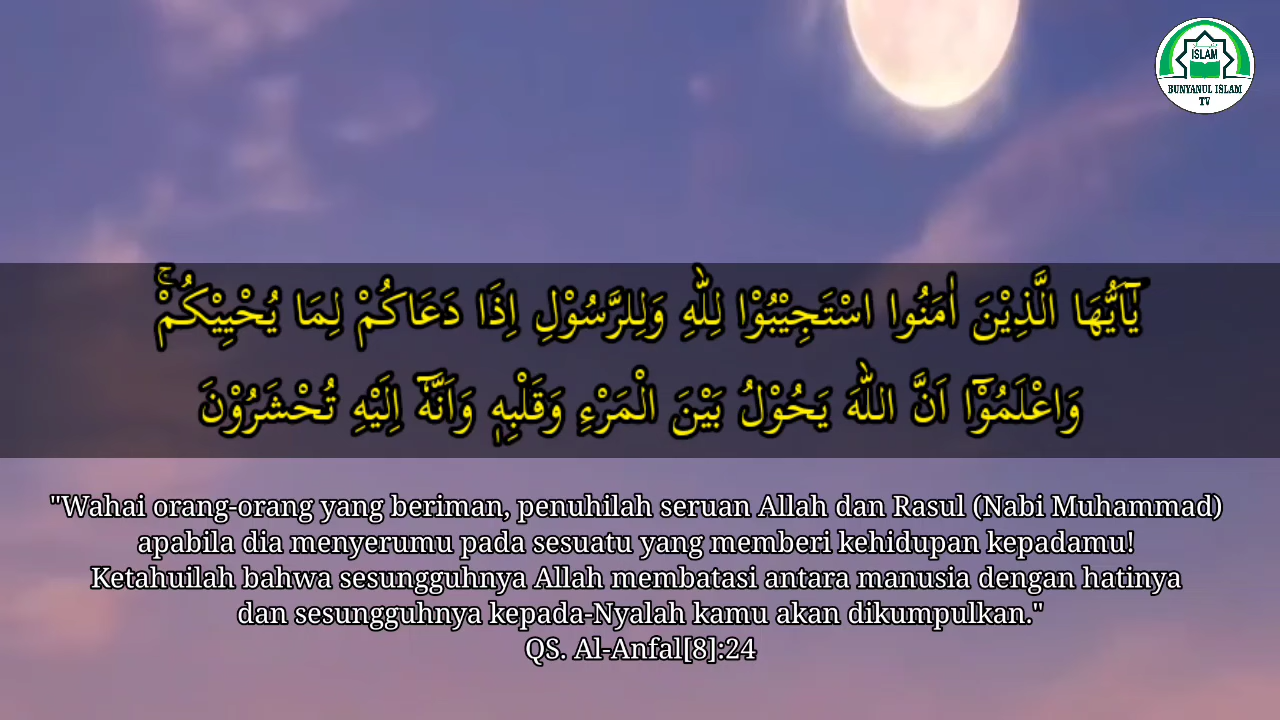 ISLAM
BUNYANUL ISLAM
TV
يٰٓاَيُّهَا الَّذِيْنَ اٰمَنُوا اسْتَجِيْبُوْا لِلّٰهِ وَلِلرَّسُوْلِ اِذَا دَعَاكُمْ لِمَا يُحْيِيْكُمْۚ
وَاعْلَمُوْٓا اَنَّ اللّٰهَ يَحُوْلُ بَيْنَ الْمَرْءِ وَقَلْبِهٖ وَاَنَّهٗٓ اِلَيْهِ تُحْشَرُوْنَ
"Wahai orang-orang yang beriman, penuhilah seruan Allah dan Rasul (Nabi Muhammad)
apabila dia menyerumu pada sesuatu yang memberi kehidupan kepadamu!
Ketahuilah bahwa sesungguhnya Allah membatasi antara manusia dengan hatinya
dan sesungguhnya kepada-Nyalah kamu akan dikumpulkan."
QS. Al-Anfal[8]:24